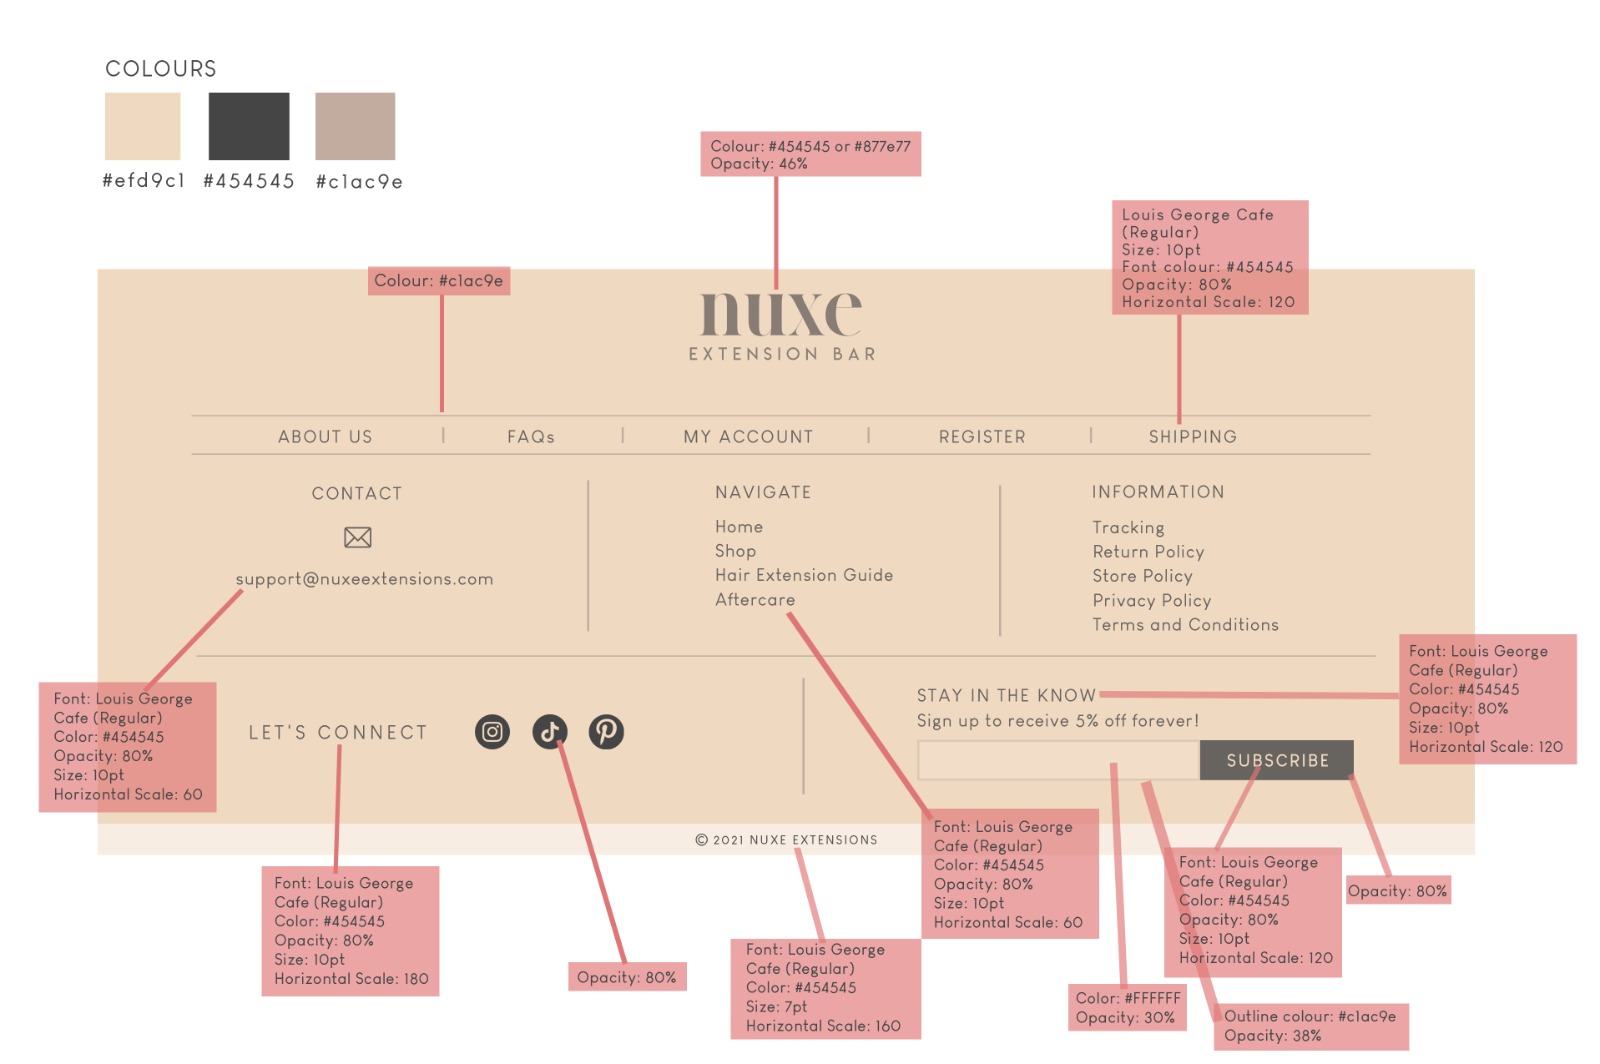 COLOURS
#efd9c1 #454545 #c1ac9e
Colour: #454545 or #877e77
Opacity: 46%
Louis George Cafe
(Regular)
Size: 10pt
Font colour: #454545
Opacity: 80%
Horizontal Scale: 120
Colour: #c1ac9e
nuxe
EXTENSION BAR
ABOUT US | FAQs | MY ACCOUNT | REGISTER | SHIPPING
CONTACT
support@nuxeextensions.com
NAVIGATE
Home
Shop
Hair Extension Guide
Aftercare
INFORMATION
Tracking
Return Policy
Store Policy
Privacy Policy
Terms and Conditions
Font: Louis George
Cafe (Regular)
Color: #454545
Opacity: 80%
Size: 10pt
Horizontal Scale: 60
LET'S CONNECT
STAY IN THE KNOW
Sign up to receive 5% off forever!
SUBSCRIBE
Font: Louis George
Cafe (Regular)
Color: #454545
Opacity: 80%
Size: 10pt
Horizontal Scale: 120
© 2021 NUXE EXTENSIONS
Font: Louis George
Cafe (Regular)
Color: #454545
Opacity: 80%
Size: 10pt
Horizontal Scale: 180
Opacity: 80%
Font: Louis George
Cafe (Regular)
Color: #454545
Size: 7pt
Horizontal Scale: 160
Font: Louis George
Cafe (Regular)
Color: #454545
Opacity: 80%
Size: 10pt
Horizontal Scale: 60
Color: #FFFFFF
Opacity: 30%
Font: Louis George
Cafe (Regular)
Color: #454545
Opacity: 80%
Size: 10pt
Horizontal Scale: 120
Opacity: 80%
Outline colour: #c1ac9e
Opacity: 38%